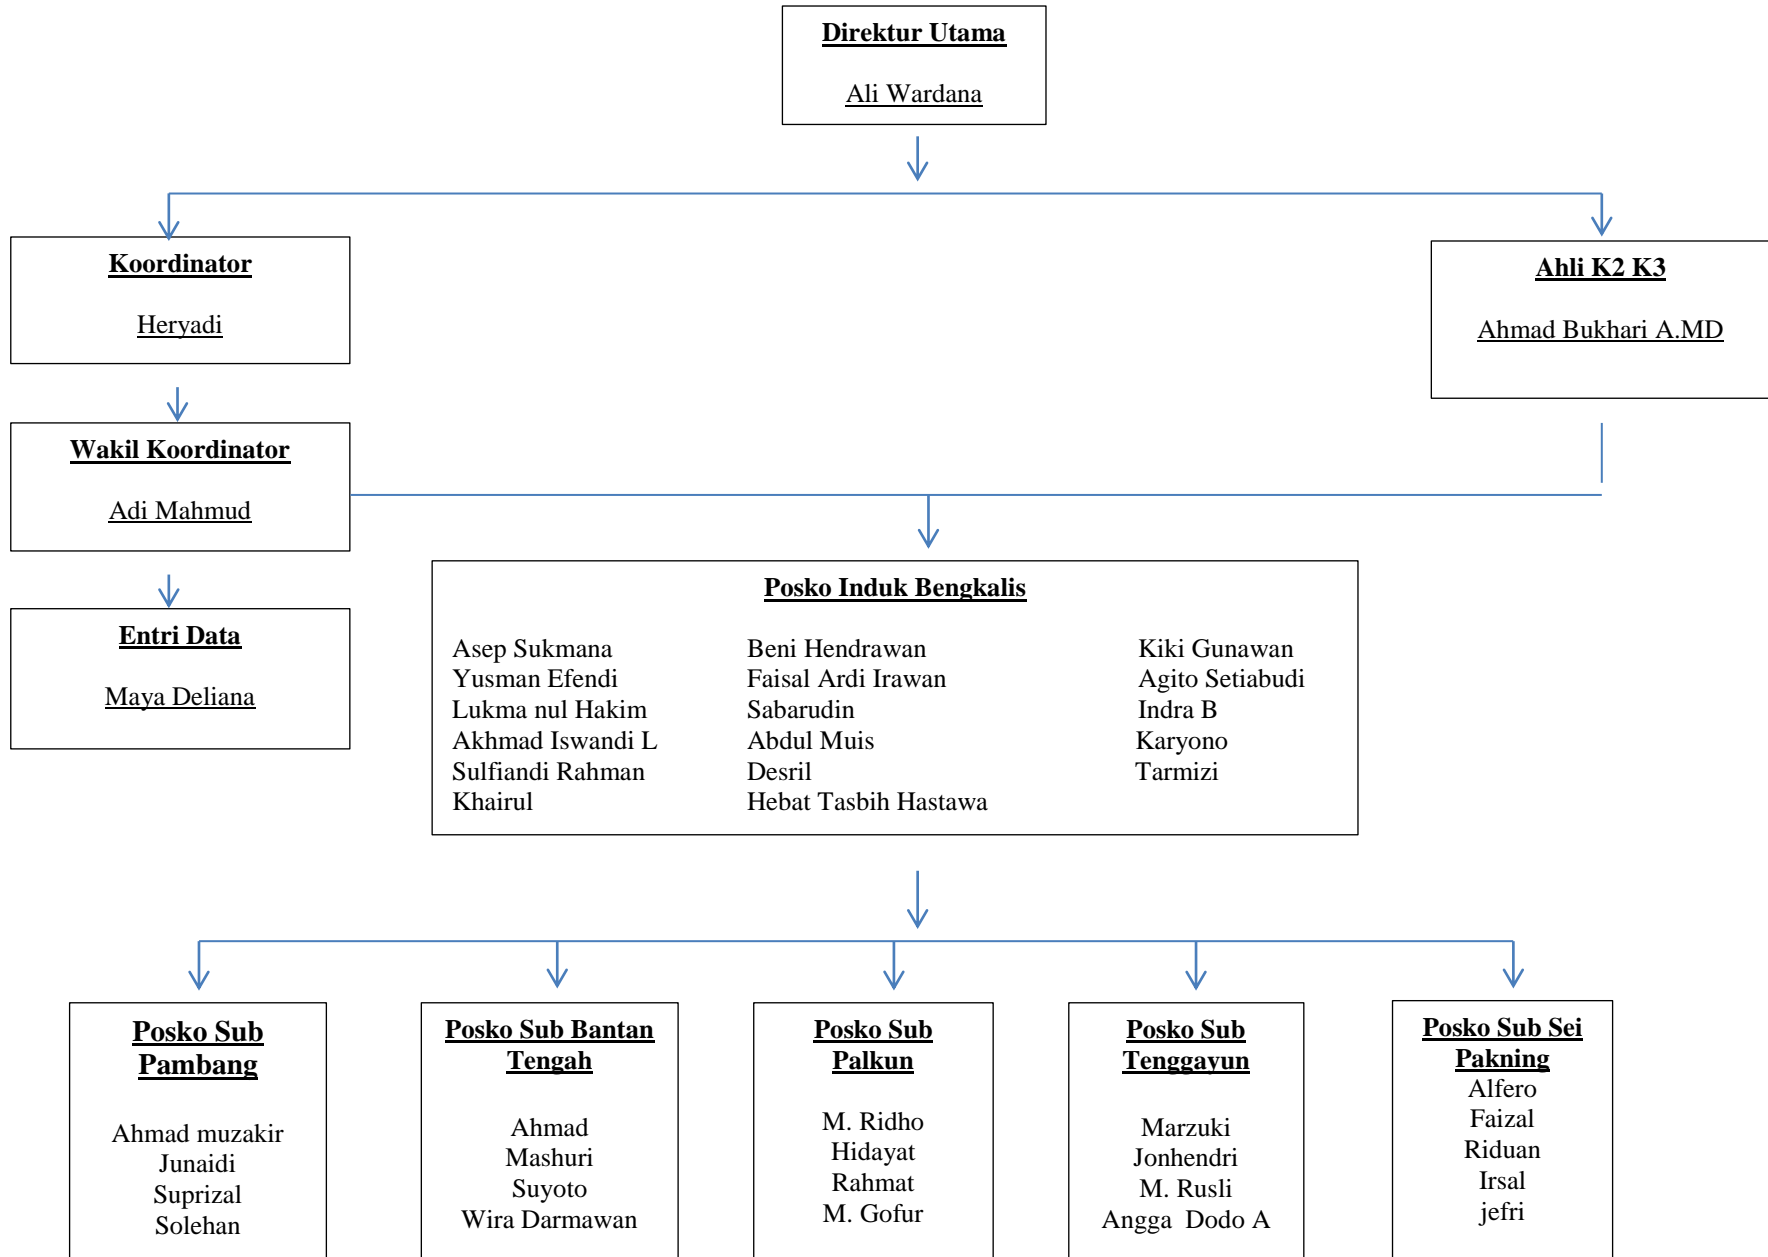 Direktur Utama
Ali Wardana
Koordinator
Heryadi
Ahli K2 K3
Ahmad Bukhari A.MD
Wakil Koordinator
Adi Mahmud
Entri Data
Maya Deliana
Posko Induk Bengkalis
Asep Sukmana
Yusman Efendi
Lukma nul Hakim
Akhmad Iswandi L
Sulfiandi Rahman
Khairul
Beni Hendrawan
Faisal Ardi Irawan
Sabarudin
Abdul Muis
Desril
Hebat Tasbih Hastawa
Kiki Gunawan
Agito Setiabudi
Indra B
Karyono
Tarmizi
Posko Sub
Pambang
Ahmad muzakir
Junaidi
Suprizal
Solehan
Posko Sub Bantan
Tengah
Ahmad
Mashuri
Suyoto
Wira Darmawan
Posko Sub
Palkun
M. Ridho
Hidayat
Rahmat
M. Gofur
Posko Sub
Tenggayun
Marzuki
Jonhendri
M. Rusli
Angga  Dodo A
Posko Sub Sei
Pakning
Alfero
Faizal
Riduan
Irsal
jefri